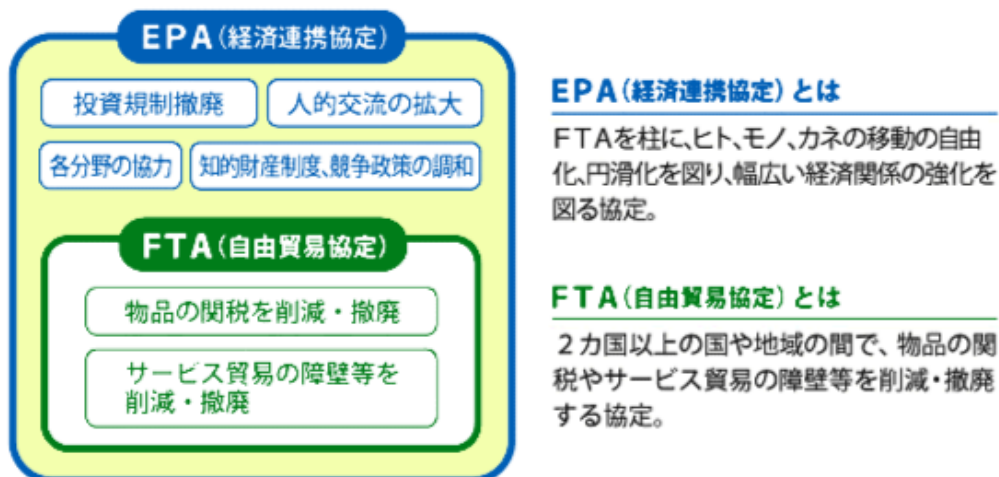 EPA(経済連携協定)
投資規制撤廃
人的交流の拡大
各分野の協力
知的財産制度、競争政策の調和
FTA(自由貿易協定)
物品の関税を削減・撤廃
サービス貿易の障壁等を
削減・撤廃
EPA(経済連携協定)とは
FTAを柱に、ヒト、モノ、カネの移動の自由
化、円滑化を図り、幅広い経済関係の強化を
図る協定。
FTA(自由貿易協定)とは
2カ国以上の国や地域の間で、物品の関
税やサービス貿易の障壁等を削減・撤廃
する協定。